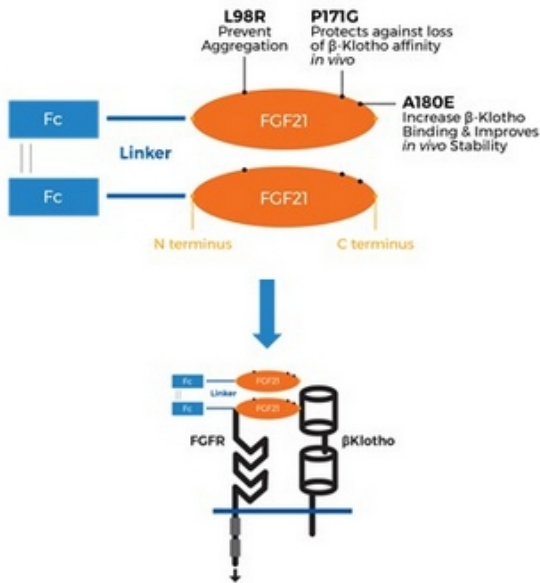 L98R
Prevent
Aggregation
P171G
Protects against loss
of β-Klotho affinity
in vivo
A180E
Increase β-Klotho
Binding & Improves
in vivo Stability
Fc
FGF21
Linker
Fc
FGF21
N terminus
C terminus
Fc
FGF21
Linker
Fc
FGF21
FGFR
βKlotho